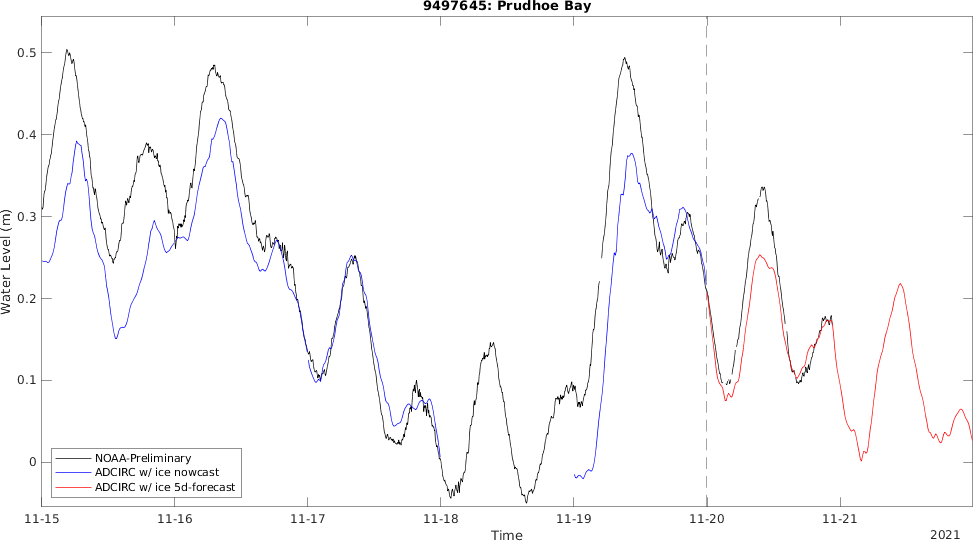 9497645: Prudhoe Bay
Water Level (m)
0.5
0.4
0.3
0.2
0.1
0
NOAA-Preliminary
ADCIRC w/ ice nowcast
ADCIRC w/ ice 5d-forecast
11-15 11-16 11-17 11-18 11-19 11-20 11-21
Time
2021